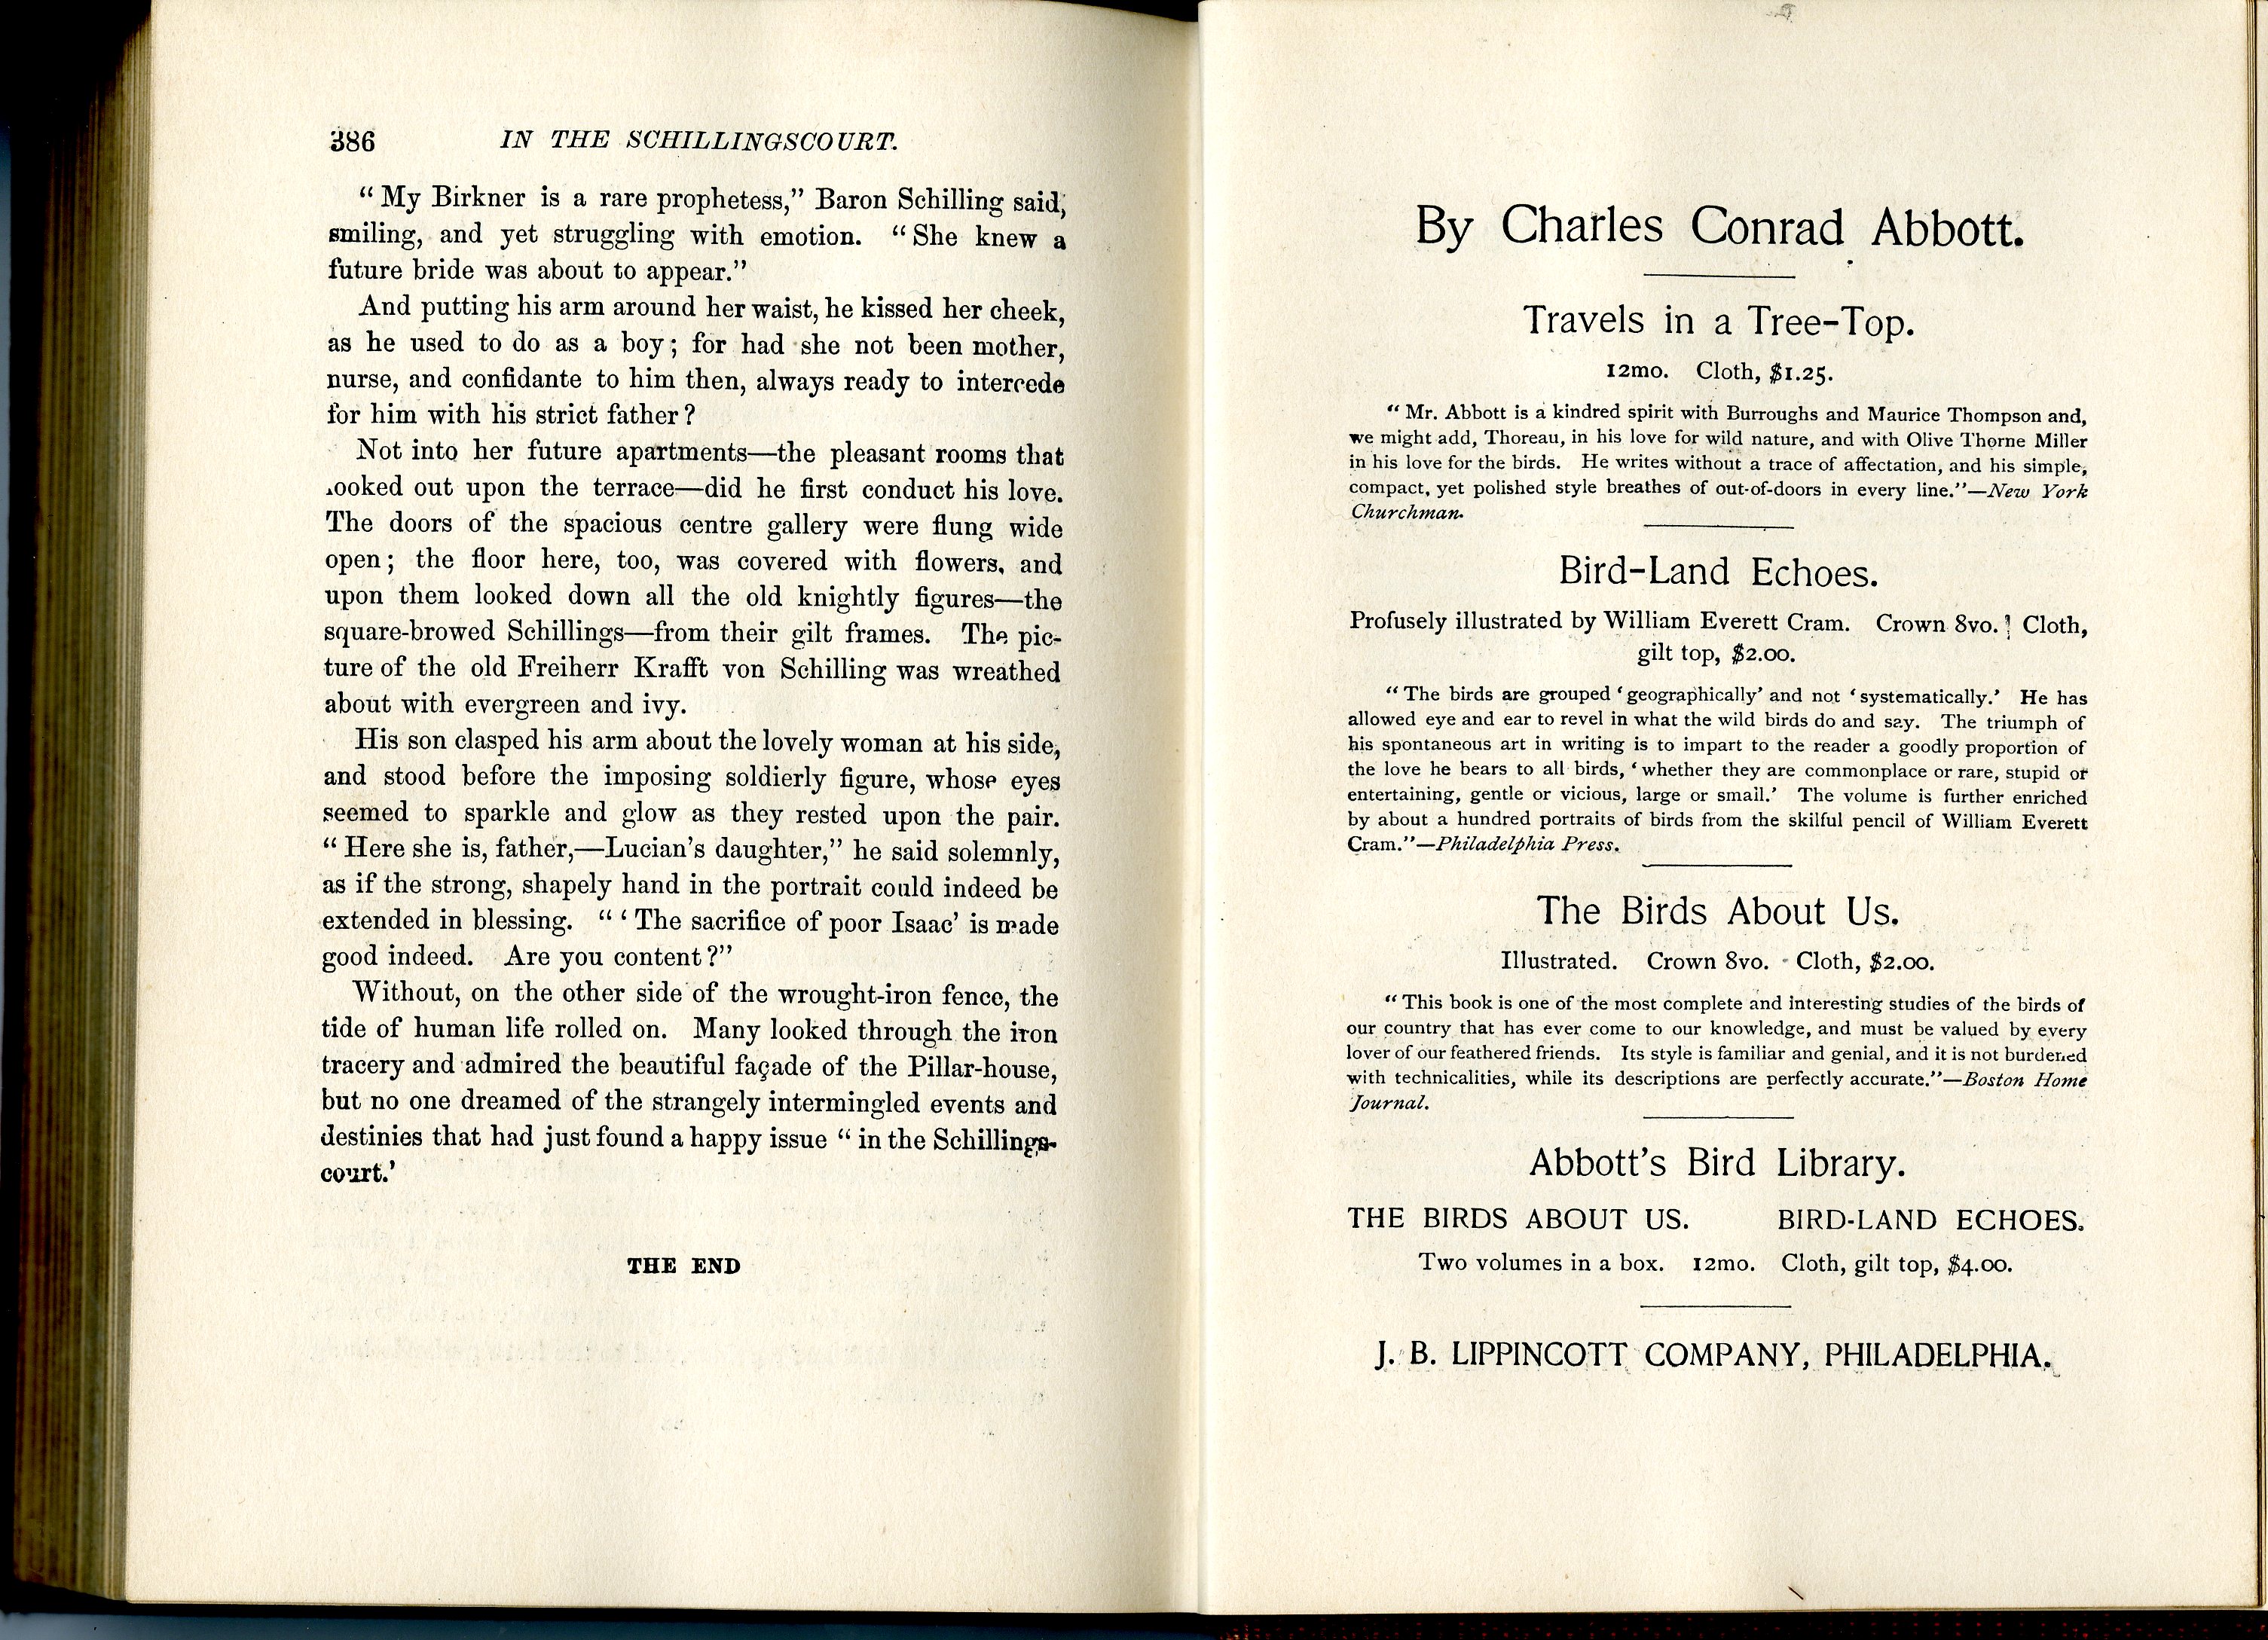 386 IN THE SCHILLINGSCOURT.
“My Birkner is a rare prophetess,” Baron Schilling said,
smiling, and yet struggling with emotion. “She knew a
future bride was about to appear.”
And putting his arm around her waist, he kissed her cheek,
as he used to do as a boy; for had she not been mother,
nurse, and confidante to him then, always ready to intercede
for him with his strict father?
Not into her future apartments—the pleasant rooms that
looked out upon the terrace—did he first conduct his love.
The doors of the spacious centre gallery were flung wide
open; the floor here, too, was covered with flowers, and
upon them looked down all the old knightly figures—the
square-browed Schillings—from their gilt frames. The pic-
ture of the old Freiherr Krafft von Schilling was wreathed
about with evergreen and ivy.
His son clasped his arm about the lovely woman at his side,
and stood before the imposing soldierly figure, whose eyes
seemed to sparkle and glow as they rested upon the pair.
“Here she is, father,—Lucian’s daughter,” he said solemnly,
as if the strong, shapely hand in the portrait could indeed be
extended in blessing. “‘The sacrifice of poor Isaac’ is made
good indeed. Are you content?”
Without, on the other side of the wrought-iron fence, the
tide of human life rolled on. Many looked through the iron
tracery and admired the beautiful façade of the Pillar-house,
but no one dreamed of the strangely intermingled events and
destinies that had just found a happy issue “in the Schillings-
court.’
THE END
By Charles Conrad Abbott.
Travels in a Tree-Top.
12mo. Cloth, $1.25.
“Mr. Abbott is a kindred spirit with Burroughs and Maurice Thompson and,
we might add, Thoreau, in his love for wild nature, and with Olive Thorne Miller
in his love for the birds. He writes without a trace of affectation, and his simple,
compact, yet polished style breathes of out-of-doors in every line.”—New York
Churchman.
Bird-Land Echoes.
Profusely illustrated by William Everett Cram. Crown 8vo. Cloth,
gilt top, $2.00.
“The birds are grouped ‘geographically’ and not ‘systematically.’ He has
allowed eye and ear to revel in what the wild birds do and say. The triumph of
his spontaneous art in writing is to impart to the reader a goodly proportion of
the love he bears to all birds, ‘whether they are commonplace or rare, stupid or
entertaining, gentle or vicious, large or small.’ The volume is further enriched
by about a hundred portraits of birds from the skilful pencil of William Everett
Cram.”—Philadelphia Press.
The Birds About Us.
Illustrated. Crown 8vo. Cloth, $2.00.
“This book is one of the most complete and interesting studies of the birds of
our country that has ever come to our knowledge, and must be valued by every
lover of our feathered friends. Its style is familiar and genial, and it is not burdened
with technicalities, while its descriptions are perfectly accurate.”—Boston Home
Journal.
Abbott’s Bird Library.
THE BIRDS ABOUT US. BIRD-LAND ECHOES.
Two volumes in a box. 12mo. Cloth, gilt top, $4.00.
J. B. LIPPINCOTT COMPANY, PHILADELPHIA.